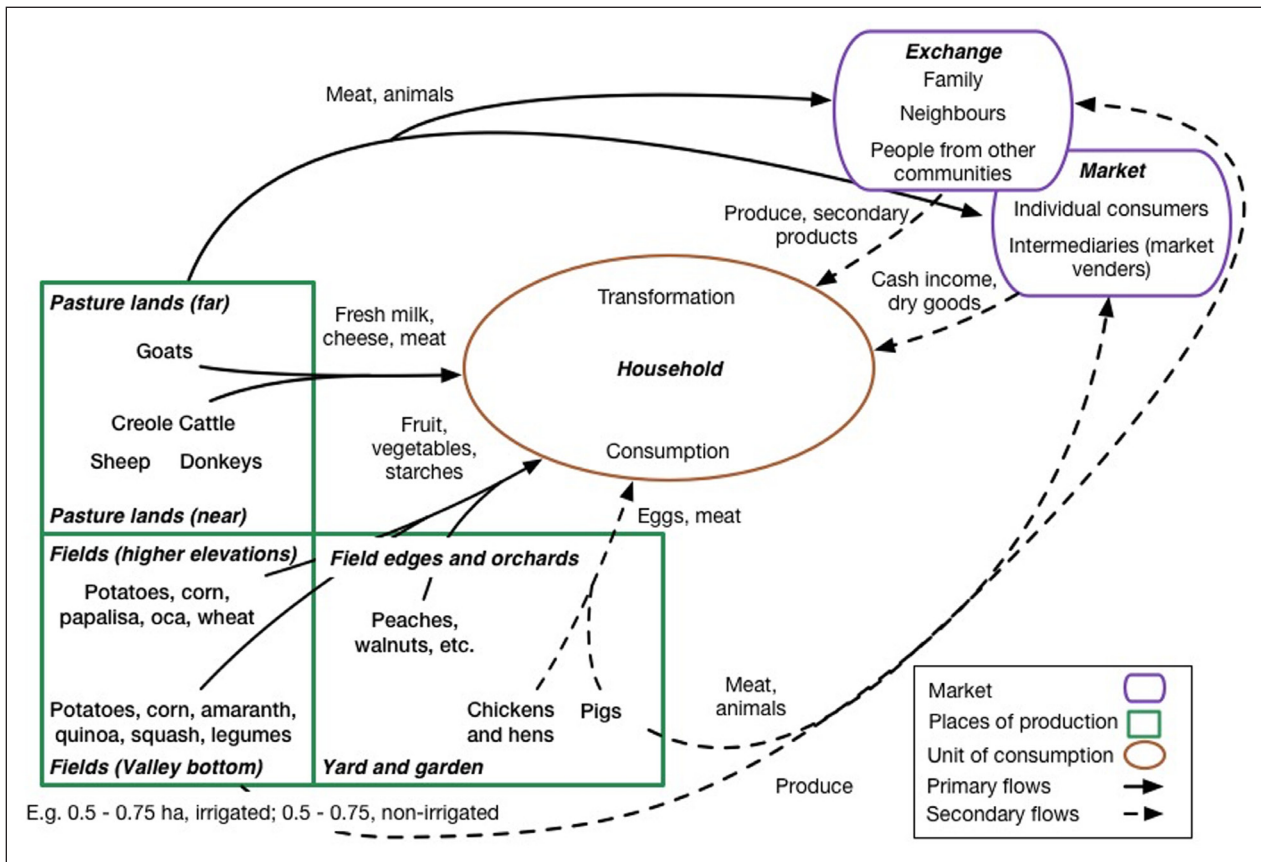 Exchange
Family
Neighbours
People from other
communities
Market
Individual consumers
Intermediaries (market
venders)
Meat, animals
Produce, secondary
products
Cash income,
dry goods
Transformation
Household
Consumption
Pasture lands (far)
Goats
Creole Cattle
Sheep Donkeys
Pasture lands (near)
Fresh milk,
cheese, meat
Fruit,
vegetables,
starches
Eggs, meat
Fields (higher elevations)
Potatoes, corn,
papalisa, oca, wheat
Potatoes, corn, amaranth,
quinoa, squash, legumes
Fields (Valley bottom)
Field edges and orchards
Peaches,
walnuts, etc.
Chickens
and hens
Pigs
Yard and garden
Meat,
animals
Produce
E.g. 0.5 - 0.75 ha, irrigated; 0.5 - 0.75, non-irrigated
Market
Places of production
Unit of consumption
Primary flows
Secondary flows